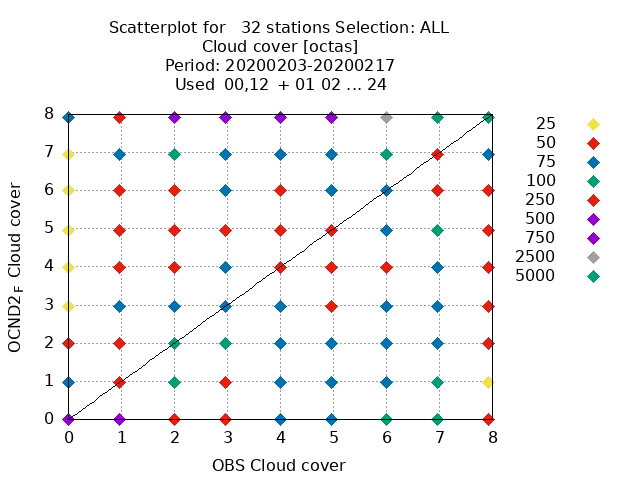 Scatterplot for   32 stations Selection: ALL
Cloud cover [octas]
Period: 20200203-20200217
Used  00,12  + 01 02 ... 24
8
7
6
5
4
3
2
1
0
OCND2F Cloud cover
0 1 2 3 4 5 6 7 8
OBS Cloud cover
25
50
75
100
250
500
750
2500
5000